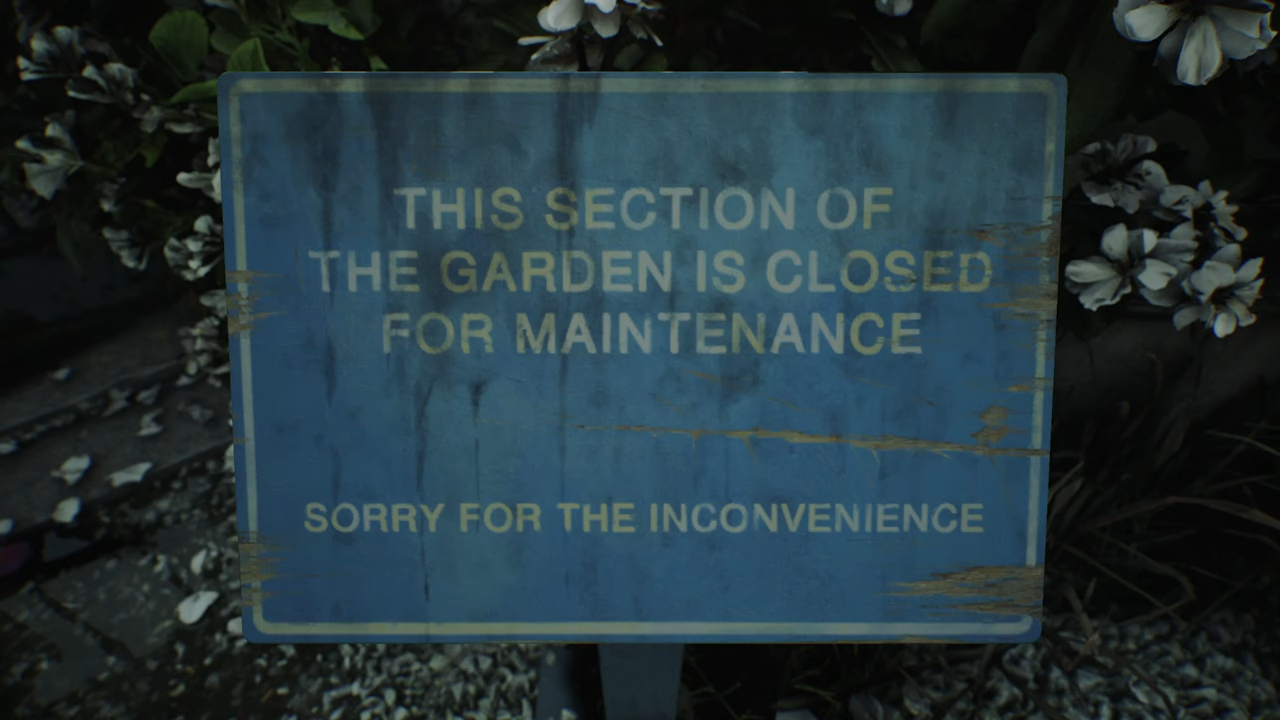 THIS SECTION OF
THE GARDEN IS CLOSED
FOR MAINTENANCE
SORRY FOR THE INCONVENIENCE